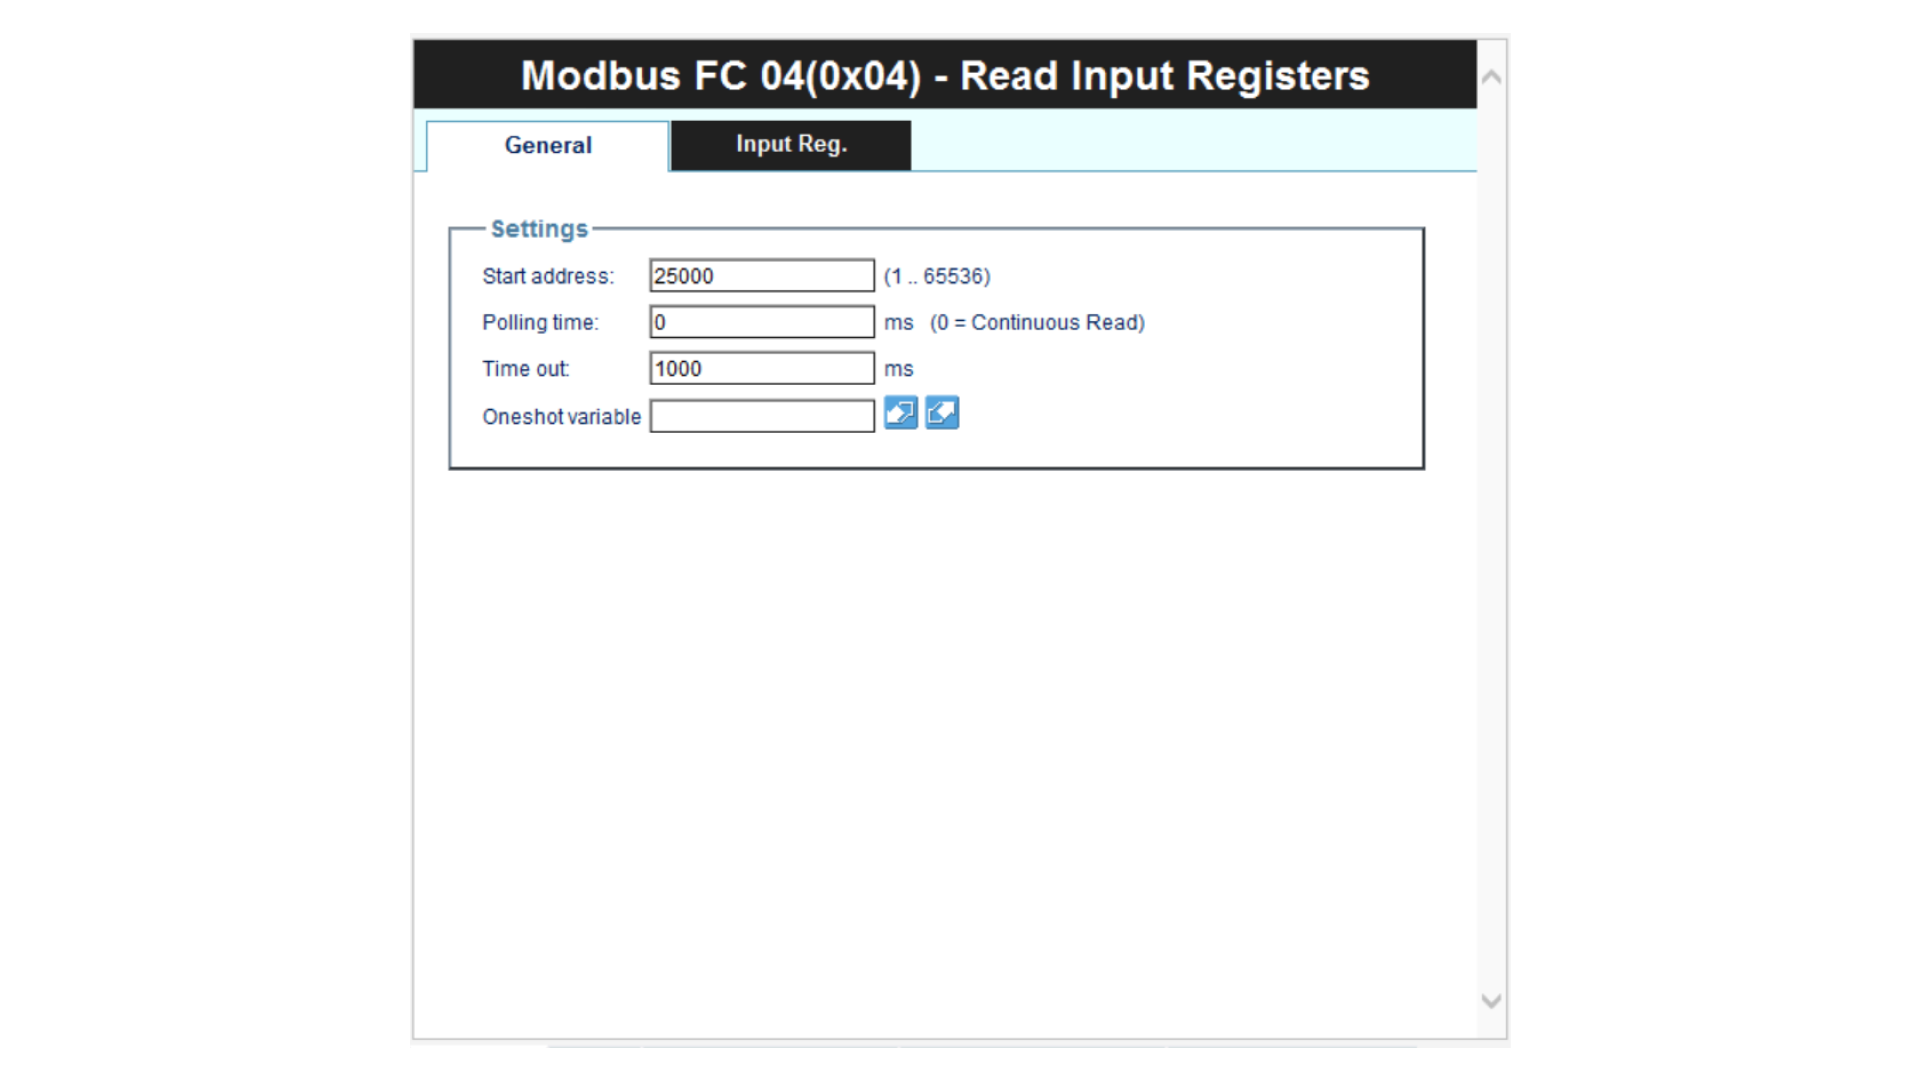 Modbus FC 04(0x04) - Read Input Registers
General Input Reg.
Settings
Start address: 25000 (1 .. 65536)
Polling time: 0 ms (0 = Continuous Read)
Time out: 1000 ms
Oneshot variable